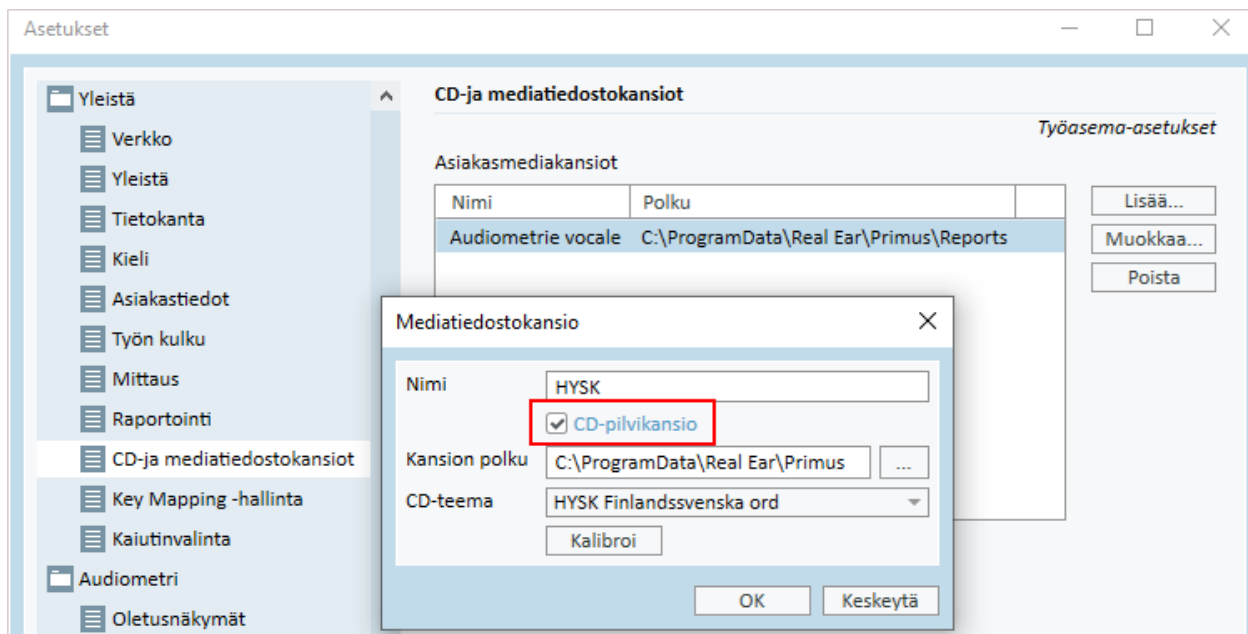 Asetukset
Yleistä
Verkko
Yleistä
Tietokanta
Kieli
Asiakastiedot
Työn kulku
Mittaus
Raportointi
CD-ja mediatiedostokansiot
Key Mapping -hallinta
Kaiutinvalinta
Audiometri
Oletusnäkymät
CD-ja mediatiedostokansiot
Työasema-asetukset
Asiakasmediakansiot
Nimi Polku
Audiometrie vocale C:\ProgramData\Real Ear\Primus\Reports
Lisää...
Muokkaa...
Poista
Mediatiedostokansio
Nimi HYSK
CD-pilvikansio
Kansion polku C:\ProgramData\Real Ear\Primus ...
CD-teema HYSK Finlandssvenska ord
Kalibroi
OK Keskeytä